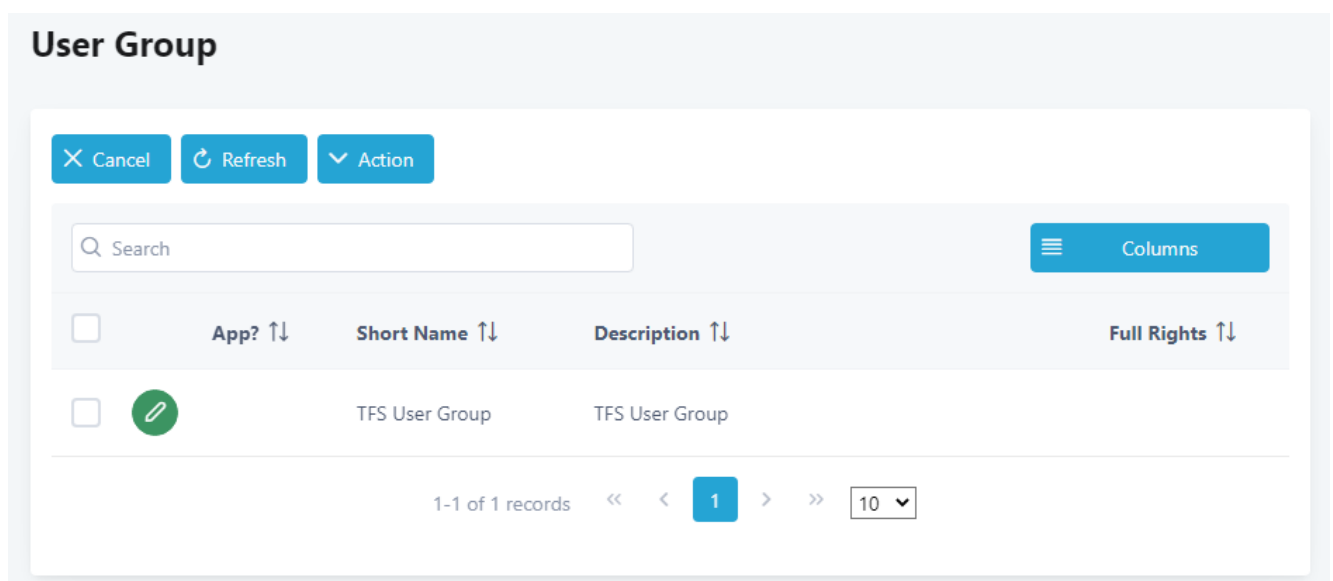 User Group
Cancel Refresh Action
Search Columns
App? Short Name Description Full Rights
TFS User Group TFS User Group
1-1 of 1 records 1 10